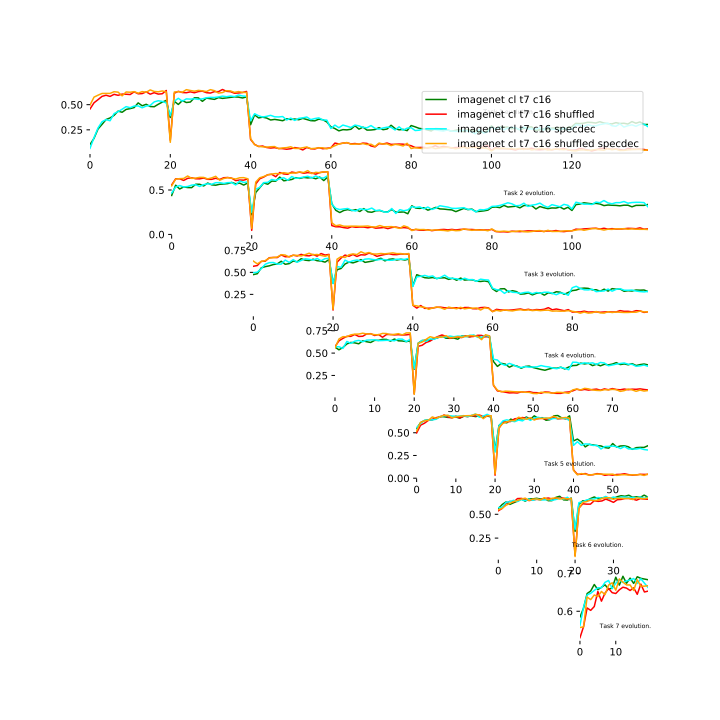 imagenet cl t7 c16
0.50
imagenet cl t7 c16 shuffled
0.25
imagenet cl t7 c16 specdec
imagenet cl t7 c16 shuffled specdec
0 20 40 60 80 100 120
0.5
Task 2 evolution.
0.0
0 20 40 60 80 100
0.75
0.50
Task 3 evolution.
0.25
0 20 40 60 80
0.75
0.50
Task 4 evolution.
0.25
0 10 20 30 40 50 60 70
0.50
Task 5 evolution.
0.00
0 10 20 30 40 50
0.50
0.25
Task 6 evolution.
0 10 20 30
0.7
0.6
Task 7 evolution.
0 10